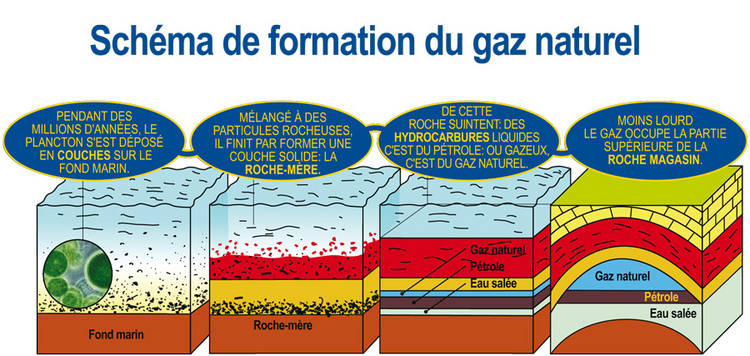 Schéma de formation du gaz naturel
PENDANT DES
MILLIONS D'ANNÉES, LE
PLANCTON S'EST DÉPOSÉ
EN COUCHES SUR LE
FOND MARIN.
MÉLANGÉ À DES
PARTICULES ROCHEUSES,
IL FINIT PAR FORMER UNE
COUCHE SOLIDE: LA
ROCHE-MÈRE.
DE CETTE
ROCHE SUINTENT: DES
HYDROCARBURES LIQUIDES
C'EST DU PÉTROLE: OU GAZEUX,
C'EST DU GAZ NATUREL.
MOINS LOURD
LE GAZ OCCUPE LA PARTIE
SUPÉRIEURE DE LA
ROCHE MAGASIN.
Fond marin
Roche-mère
Gaz naturel
Pétrole
Eau salée
Gaz naturel
Pétrole
Eau salée